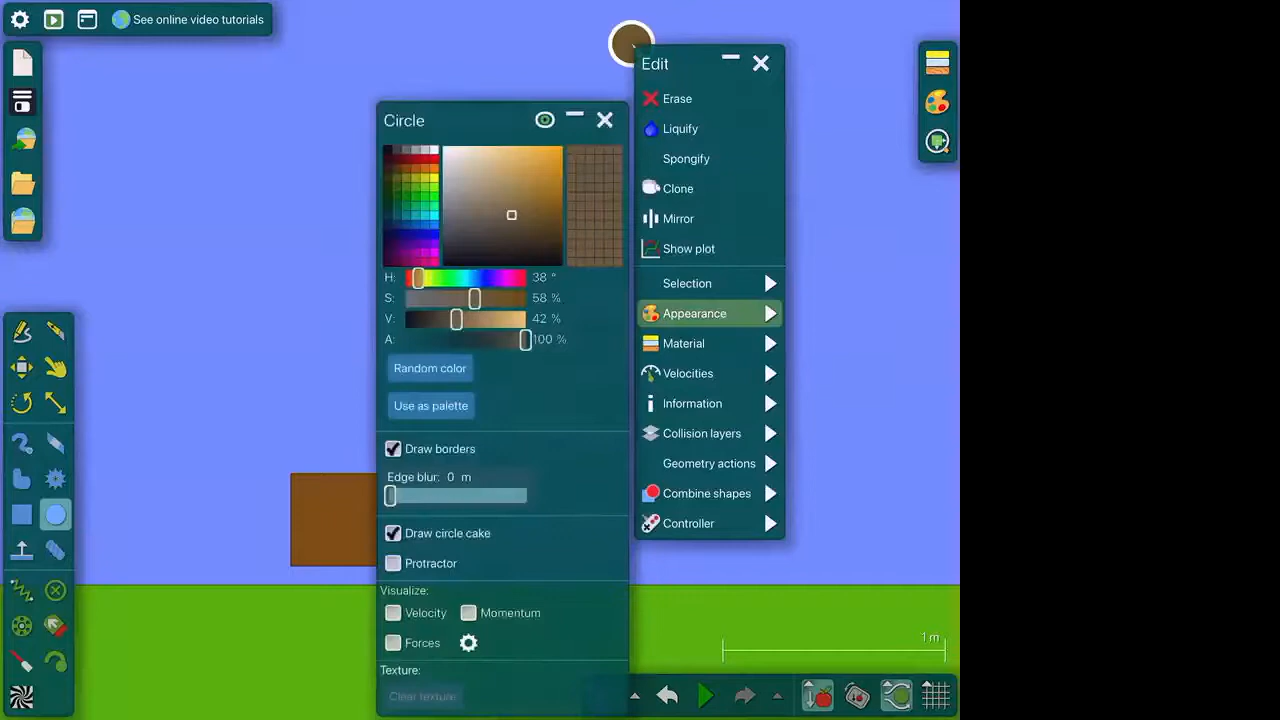 See online video tutorials
Edit
Erase
Liquify
Spongify
Clone
Mirror
Show plot
Selection
Appearance
Material
Velocities
Information
Collision layers
Geometry actions
Combine shapes
Controller
Circle
H: 38 °
S: 58 %
V: 42 %
A: 100 %
Random color
Use as palette
Draw borders
Edge blur: 0 m
Draw circle cake
Protractor
Visualize:
Velocity Momentum
Forces
Texture:
Clear texture
1 m